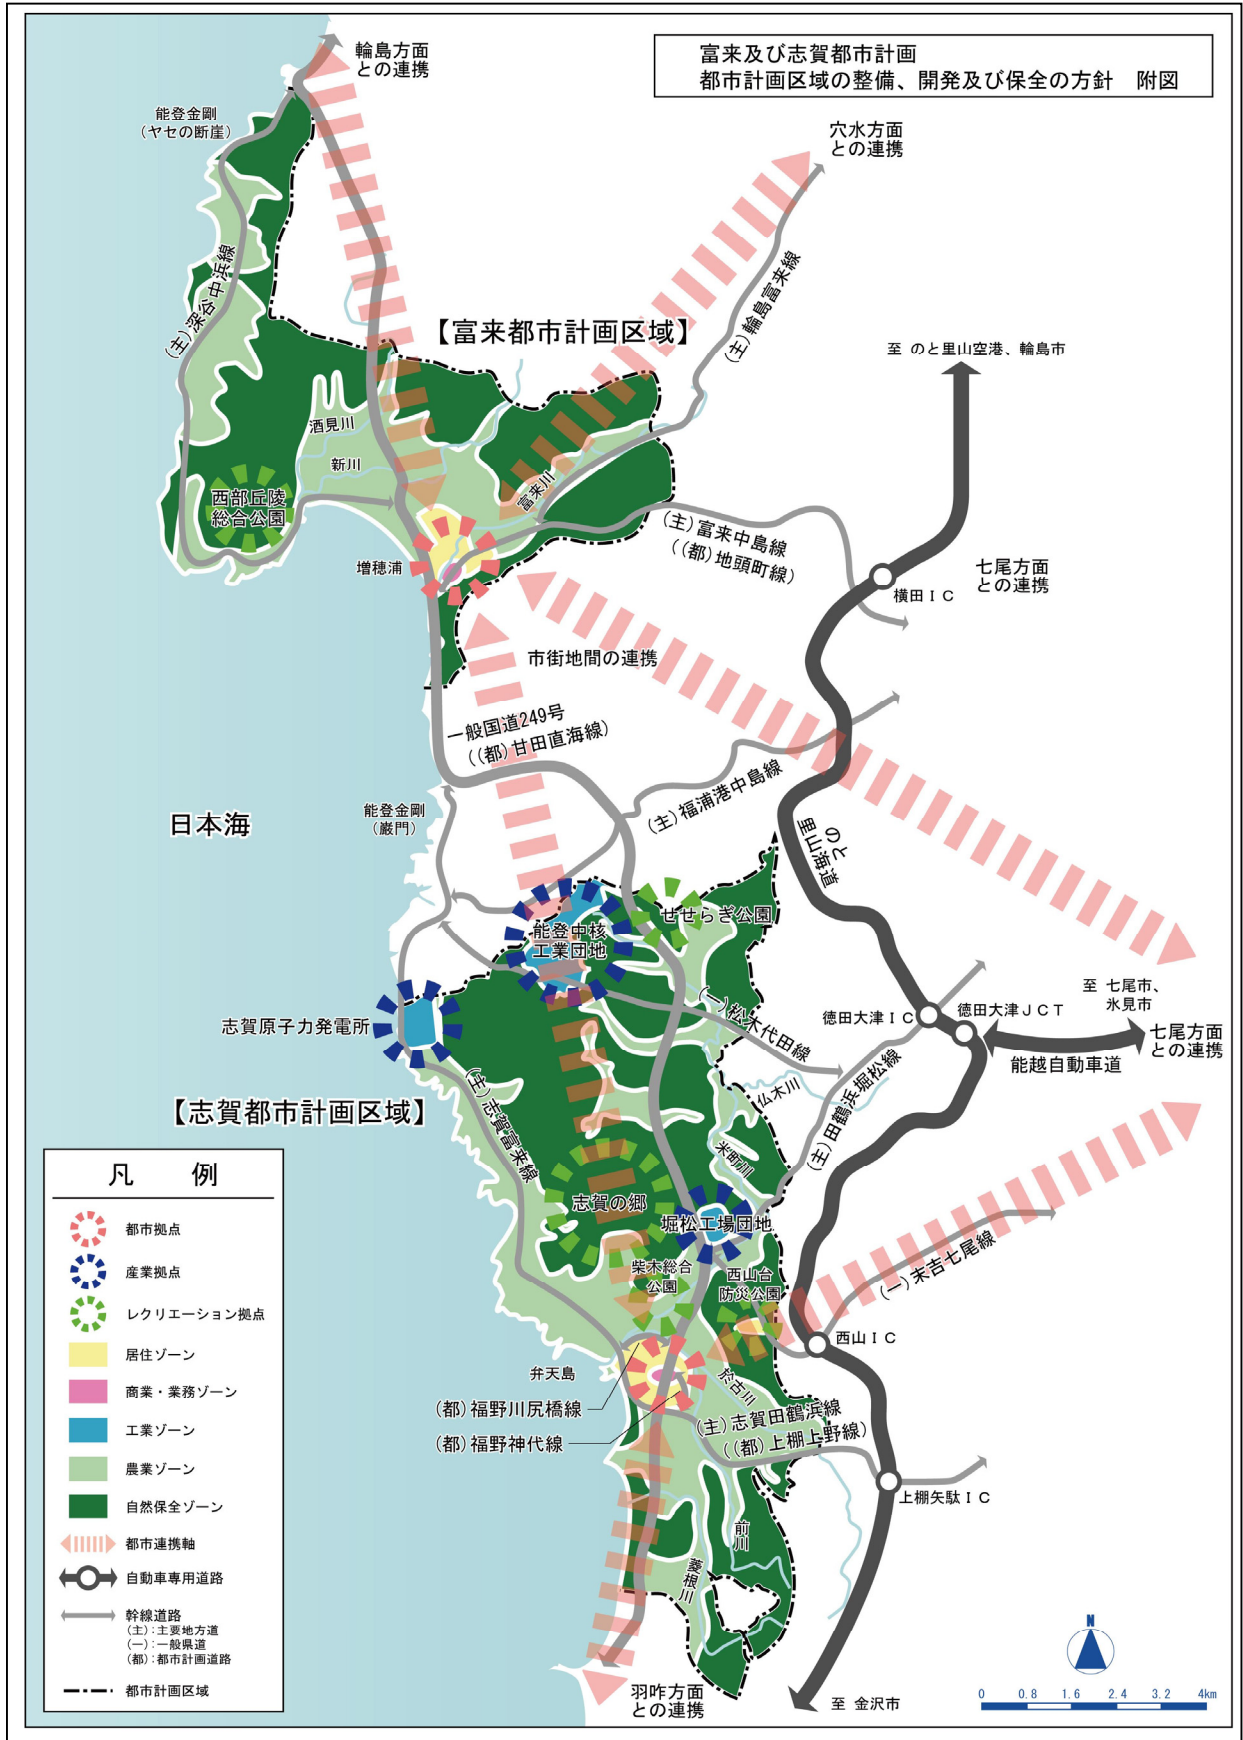 富来及び志賀都市計画
都市計画区域の整備、開発及び保全の方針　附図
輪島方面
との連携
能登金剛
(ヤセの断崖)
穴水方面
との連携
(主)深谷中浜線
(主)輪島富来線
【富来都市計画区域】
至 のと里山空港、輪島市
酒見川
新川
西部丘陵
総合公園
富来川
(主)富来中島線
((都)地頭町線)
増穂浦
横田ＩＣ
七尾方面
との連携
市街地間の連携
一般国道249号
((都)甘田直海線)
(主)福浦港中島線
能登金剛
(巌門)
日本海
のと
里山海道
せせらぎ公園
能登中核
工業団地
志賀原子力発電所
(一)松木代田線
徳田大津ＩＣ
徳田大津ＪＣＴ
至 七尾市、
氷見市
七尾方面
との連携
能越自動車道
仏木川
(主)田鶴浜堀松線
【志賀都市計画区域】
(主)志賀富来線
米町川
志賀の郷
堀松工場団地
柴木総合
公園
西山台
防災公園
(一)末吉七尾線
西山ＩＣ
弁天島
於古川
(都)福野川尻橋線
(都)福野神代線
(主)志賀田鶴浜線
((都)上棚上野線)
上棚矢駄ＩＣ
前川
菱根川
羽咋方面
との連携
至 金沢市
凡　例
都市拠点
産業拠点
レクリエーション拠点
居住ゾーン
商業・業務ゾーン
工業ゾーン
農業ゾーン
自然保全ゾーン
都市連携軸
自動車専用道路
幹線道路
(主):主要地方道
(一):一般県道
(都):都市計画道路
都市計画区域
N
0 0.8 1.6 2.4 3.2 4km